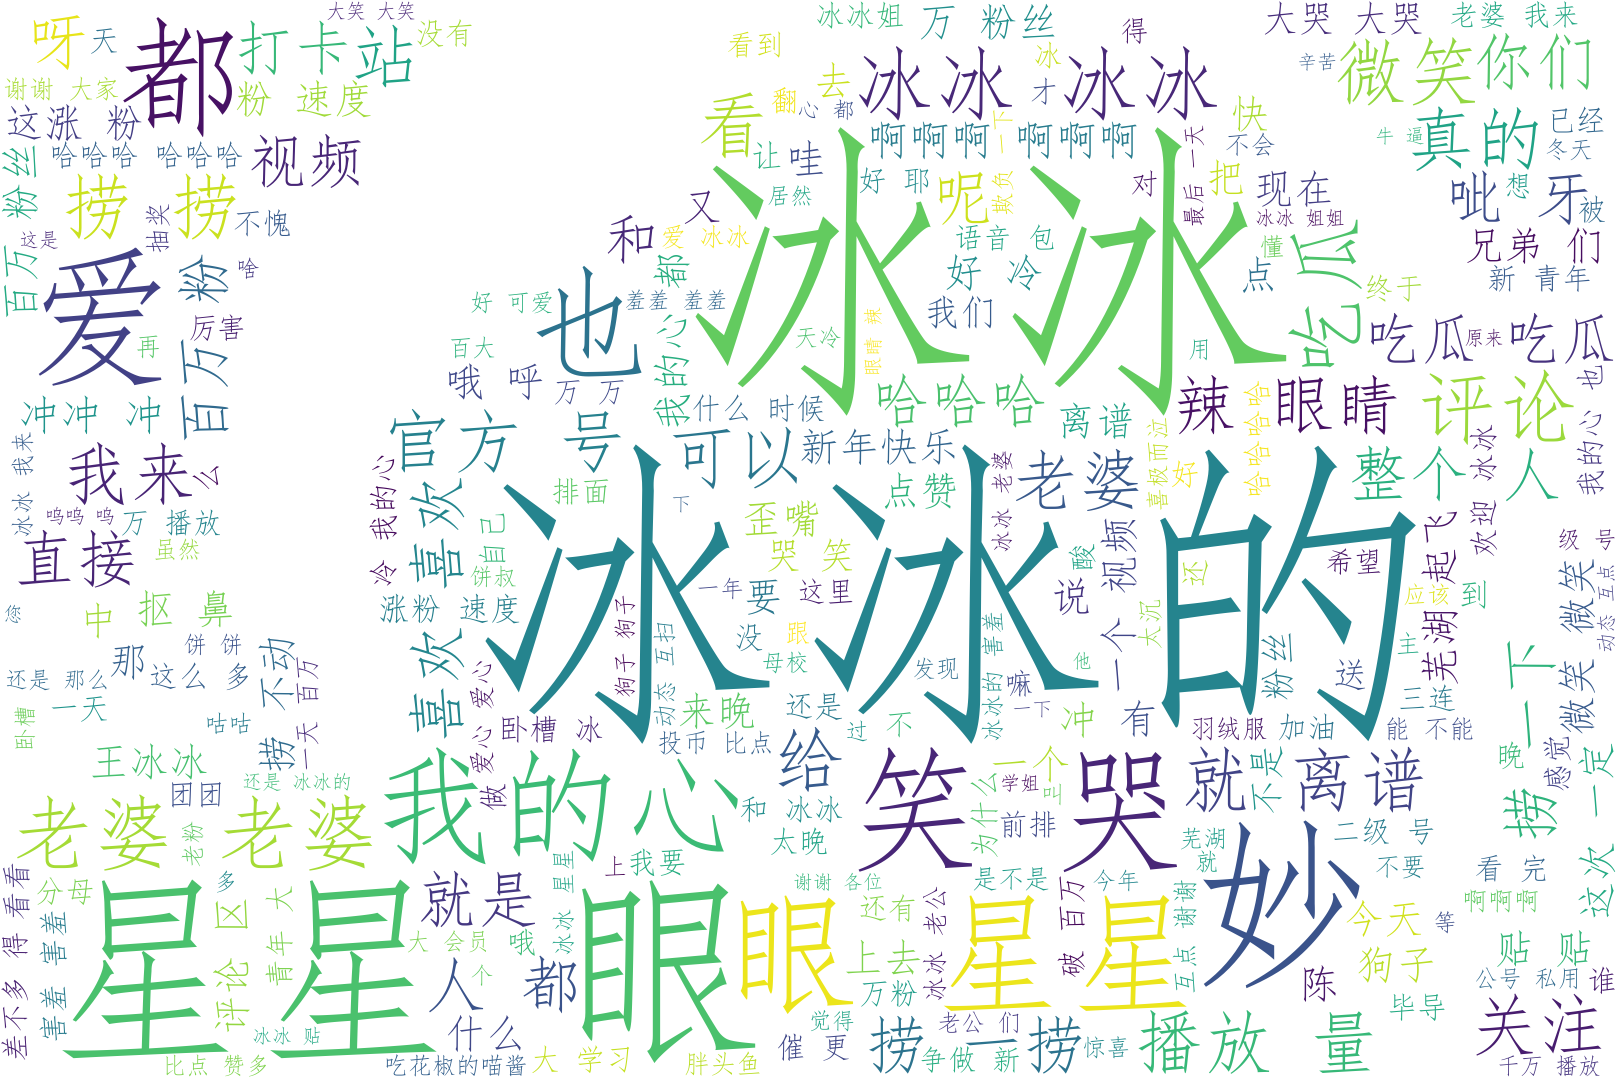 大笑 大笑
冰冰姐
万 粉丝
得
大哭 大哭
老婆 我来
呀
天
都
打卡站
没有
看到
冰
冰冰 冰冰
辛苦
微笑
你们
谢谢 大家
粉 速度
看
翻
去
心 都
才
快
这涨 粉
哈哈哈 哈哈哈
视频
让
哇
啊啊啊 啊啊啊
一下
一天
不会
真的
牛 逼
已经
冬天
粉丝
捞 捞
不愧
抽奖
居然
好 耶
呢
欺负
冰冰
对
最后
把
现在
呲 牙
想
被
这是
和
又
爱 冰冰
语音 包
冰冰 姐姐
懂
吃瓜
兄弟 们
百万
爱
粉
啥
也
都
羞羞 羞羞
好 冷
点
终于
新 青年
厉害
再
好 可爱
我的心
我们
天冷
眼睛 辣
用
吃瓜
原来
吃瓜
百万
百大
哦 呼
万 万
什么 时候
哈哈哈
离谱
辣 眼睛
哈哈哈哈
评论
也
冲冲 冲
官方 号
可以
新年快乐
老婆
喜极而泣
好
整个 人
我的心
冰冰 我来
我来
么
冷 我的心
喜欢
排面
下
点赞
冰冰 老婆
冰冰的
欢迎 冰冰
呜呜 呜
万 播放
直接
虽然
自己
歪嘴
哭 笑
饼叔
一年
要
这里
说
酸
视频
还
希望
起飞
应该
到
级 号
微笑 微笑
您
中
抠 鼻
涨粉 速度
狗子 狗子
互扫
动态
没
跟
母校
发现
冰冰的 害羞
嘛
他
一个
太沉
粉丝
芜湖
主
一下
动态 互点
饼 饼
不动
喜欢
还是 那么
那
这么 多
卧槽
一天
咕咕
捞
一天 百万
爱心 爱心
卧槽 冰
来晚
还是
过
不
一下
冲
有
羽绒服
加油
送
三连
能 不能
晚
感觉
王冰冰
投币 比点
给
团团
还是 冰冰的
做
我的心
和 冰冰
太晚
笑哭
学姐
一个
叫
为什么
前排
就
不是
离谱
捞
一定
老婆 老婆
老粉
二级 号
芜湖
就
差不多 得 看看
分母
多
上
我要
冰冰 星星
谢谢 各位
是不是
今年
妙
不要
看 完
这次
害羞 害羞
区
评论
青年 大
就是
大 会员
哦
还有
冰冰 老公
破 百万
互点 谢谢
今天
等
啊啊啊
星星眼
眼
星星
人
个
都
上去
万粉
狗子
贴 贴
陈
公号 私用
谁
冰冰 贴
什么
觉得
捞一捞
老公 们
播放 量
毕导
关注
比点 赞多
吃花椒的喵酱
大 学习
胖头鱼
催 更
争做 新
惊喜
千万 播放